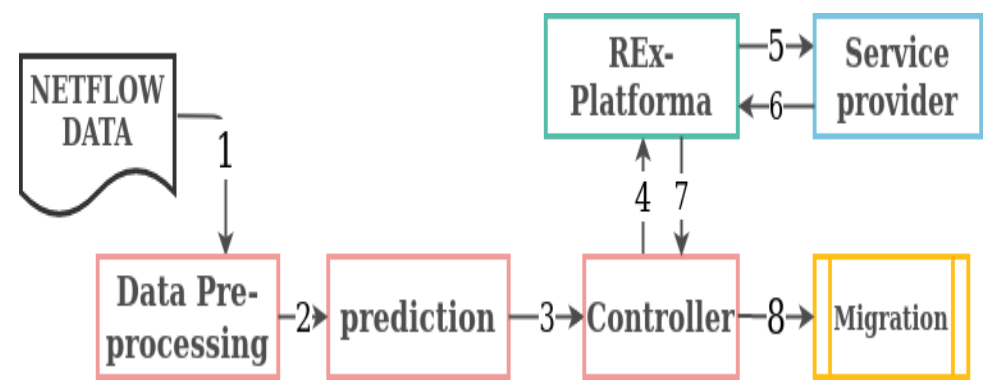 NETFLOW
DATA
1
Data Pre-
processing
2
prediction
3
Controller
4
7
REx-
Platforma
5
6
Service
provider
8
Migration